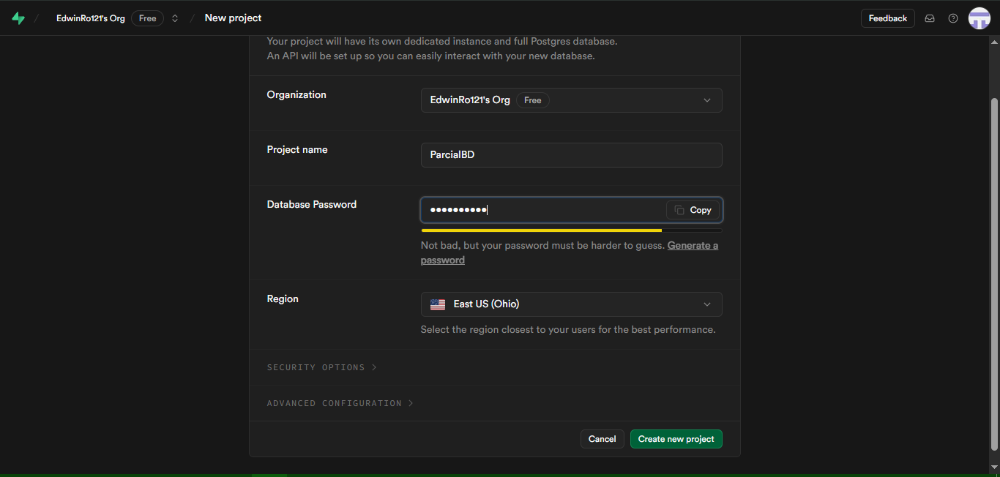 EdwinRo121's Org Free New project Feedback
Your project will have its own dedicated instance and full Postgres database.
An API will be set up so you can easily interact with your new database.
Organization
EdwinRo121's Org Free
Project name
ParcialBD
Database Password
●●●●●●●●●● Copy
Not bad, but your password must be harder to guess. Generate a
password
Region
East US (Ohio)
Select the region closest to your users for the best performance.
SECURITY OPTIONS
ADVANCED CONFIGURATION
Cancel Create new project